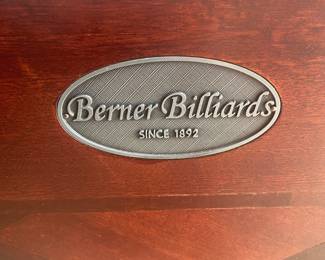 Berner Billiards
SINCE 1892